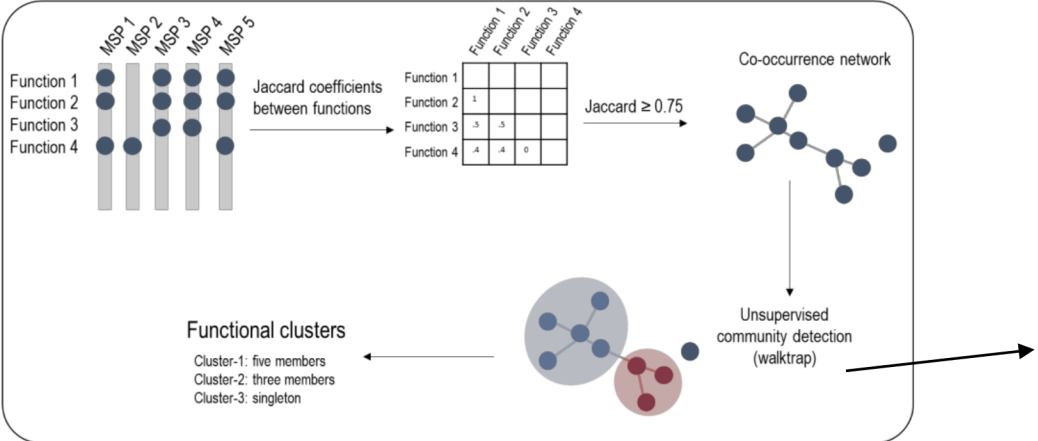 MSP 1
MSP 2
MSP 3
MSP 4
MSP 5
Function 1
Function 2
Function 3
Function 4
Jaccard coefficients
between functions
Function 1
Function 2
Function 3
Function 4
Function 1
Function 2
1
Function 3
.5 .5
Function 4
.4 .4 0
Jaccard ≥ 0.75
Co-occurrence network
Unsupervised
community detection
(walktrap)
Functional clusters
Cluster-1: five members
Cluster-2: three members
Cluster-3: singleton